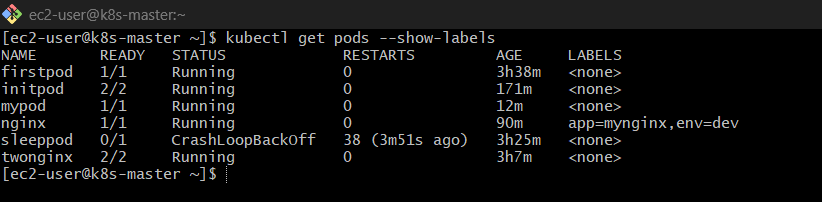 ec2-user@k8s-master:~
[ec2-user@k8s-master ~]$ kubectl get pods --show-labels
NAME READY STATUS RESTARTS AGE LABELS
firstpod 1/1 Running 0 3h38m <none>
initpod 2/2 Running 0 171m <none>
mypod 1/1 Running 0 12m <none>
nginx 1/1 Running 0 90m app=mynginx,env=dev
sleeppod 0/1 CrashLoopBackOff 38 (3m51s ago) 3h25m <none>
twonginx 2/2 Running 0 3h7m <none>
[ec2-user@k8s-master ~]$